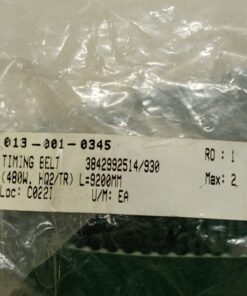 013-001-0345 RO : 1
TIMING BELT 3842992514/930
(480W, HQ2/TR) L=9200MM Max: 2
Loc: C022I U/M: EA